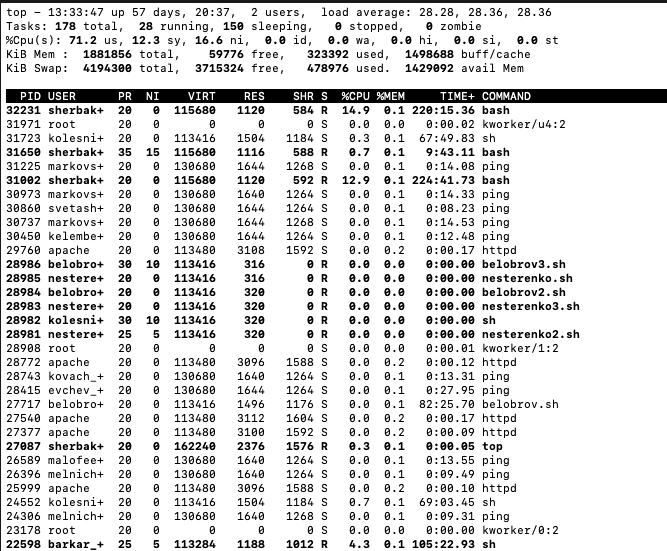 top - 13:33:47 up 57 days, 20:37,  2 users,  load average: 28.28, 28.36, 28.36
Tasks: 178 total,  28 running, 150 sleeping,   0 stopped,   0 zombie
%Cpu(s): 71.2 us, 12.3 sy, 16.6 ni,  0.0 id,  0.0 wa,  0.0 hi,  0.0 si,  0.0 st
KiB Mem :  1881856 total,    59776 free,   323392 used,  1498688 buff/cache
KiB Swap:  4194300 total,  3715324 free,   478976 used.  1429092 avail Mem
PID USER      PR  NI    VIRT    RES    SHR S  %CPU %MEM     TIME+ COMMAND
32231 sherbak+  20   0  115680   1120    584 R  14.9  0.1 220:15.36 bash
31971 root      20   0       0      0      0 S   0.0  0.0   0:00.02 kworker/u4:2
31723 kolesni+  20   0  113416   1504   1184 S   0.3  0.1  67:49.83 sh
31650 sherbak+  35  15  115680   1116    588 R   0.7  0.1   9:43.11 bash
31225 markovs+  20   0  130680   1644   1268 S   0.0  0.1   0:14.08 ping
31002 sherbak+  20   0  115680   1120    592 R  12.9  0.1 224:41.73 bash
30973 markovs+  20   0  130680   1640   1264 S   0.0  0.1   0:14.33 ping
30860 svetash+  20   0  130680   1644   1264 S   0.0  0.1   0:08.23 ping
30737 markovs+  20   0  130680   1644   1268 S   0.0  0.1   0:14.53 ping
30450 kelembe+  20   0  130680   1644   1264 S   0.0  0.1   0:12.48 ping
29760 apache    20   0  113480   3108   1592 S   0.0  0.2   0:00.17 httpd
28986 belobro+  30  10  113416    316      0 R   0.0  0.0   0:00.00 belobrov3.sh
28985 nestere+  20   0  113416    316      0 R   0.0  0.0   0:00.00 nesterenko.sh
28984 belobro+  20   0  113416    320      0 R   0.0  0.0   0:00.00 belobrov2.sh
28983 nestere+  20   0  113416    320      0 R   0.0  0.0   0:00.00 nesterenko3.sh
28982 kolesni+  30  10  113416    320      0 R   0.0  0.0   0:00.00 sh
28981 nestere+  25   5  113416    320      0 R   0.0  0.0   0:00.00 nesterenko2.sh
28908 root      20   0       0      0      0 S   0.0  0.0   0:00.01 kworker/1:2
28772 apache    20   0  113480   3096   1588 S   0.0  0.2   0:00.12 httpd
28743 kovach_+  20   0  130680   1640   1264 S   0.0  0.1   0:13.31 ping
28415 evchev_+  20   0  130680   1644   1264 S   0.0  0.1   0:27.95 ping
27717 belobro+  20   0  113416   1496   1176 S   0.0  0.1  82:25.70 belobrov.sh
27540 apache    20   0  113480   3112   1604 S   0.0  0.2   0:00.17 httpd
27377 apache    20   0  113480   3100   1592 S   0.0  0.2   0:00.09 httpd
27087 sherbak+  20   0  162240   2376   1576 R   0.3  0.1   0:00.05 top
26589 malofee+  20   0  130680   1640   1264 S   0.0  0.1   0:13.55 ping
26396 melnich+  20   0  130680   1640   1264 S   0.0  0.1   0:09.49 ping
25999 apache    20   0  113480   3096   1588 S   0.0  0.2   0:00.10 httpd
24552 kolesni+  20   0  113416   1504   1184 S   0.7  0.1  69:03.45 sh
24306 melnich+  20   0  130680   1640   1268 S   0.0  0.1   0:09.31 ping
23178 root      20   0       0      0      0 S   0.0  0.0   0:00.00 kworker/0:2
22598 barkar_+  25   5  113284   1188   1012 R   4.3  0.1 105:22.93 sh